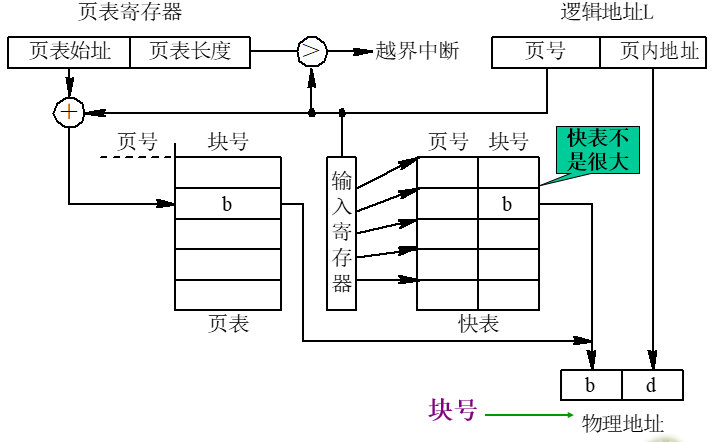 页表寄存器
逻辑地址L
页表始址 页表长度
>
越界中断
页号 页内地址
+
页号 块号
页号 块号
快表不
是很大
输
入
寄
存
器
b
b
页表
快表
b d
块号
物理地址